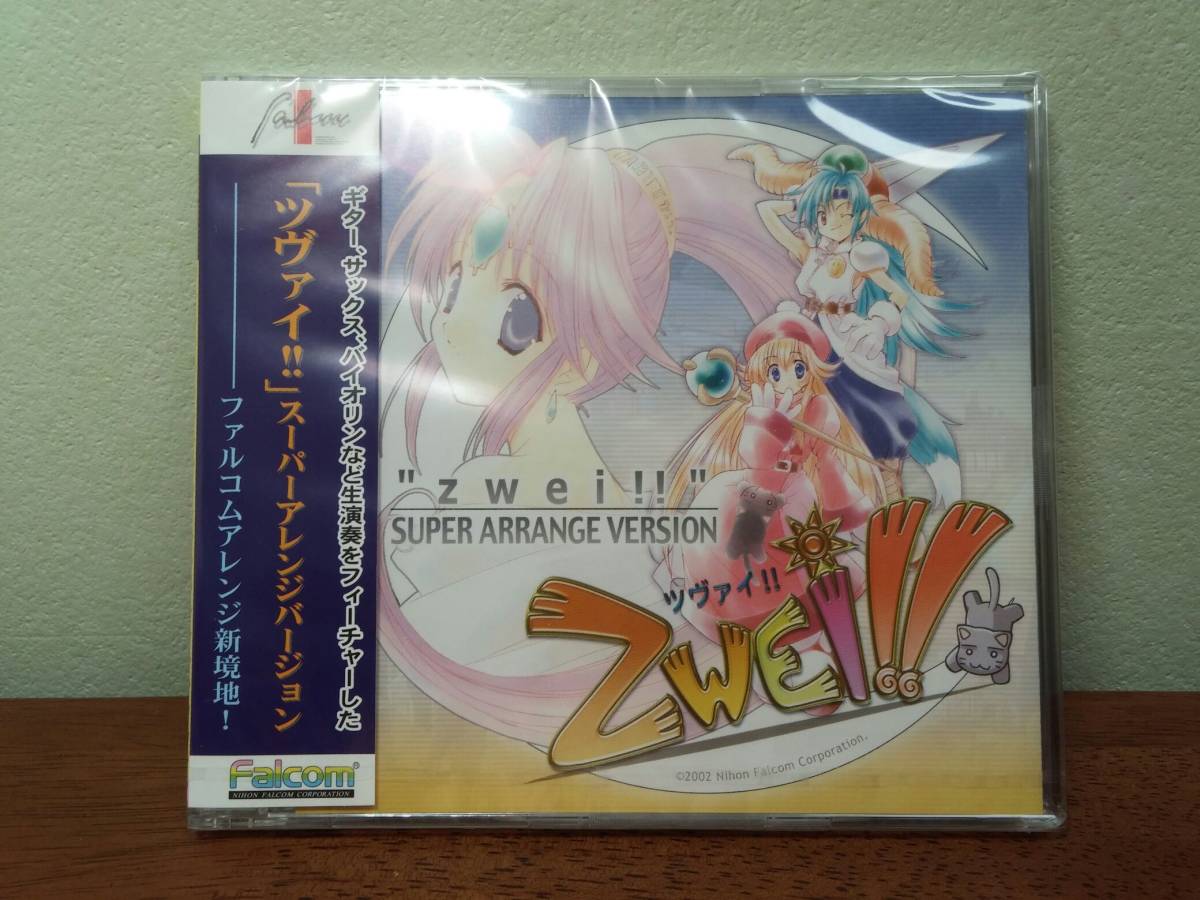 falcom
ギター、サックス、バイオリンなど生演奏をフィーチャーした
「ツヴァイ!!」スーパーアレンジバージョン
ファルコムアレンジ新境地!
Falcom®
NIHON FALCOM CORPORATION
"zwei!!"
SUPER ARRANGE VERSION
ツヴァイ!!
Zwei!!
©2002 Nihon Falcom Corporation.